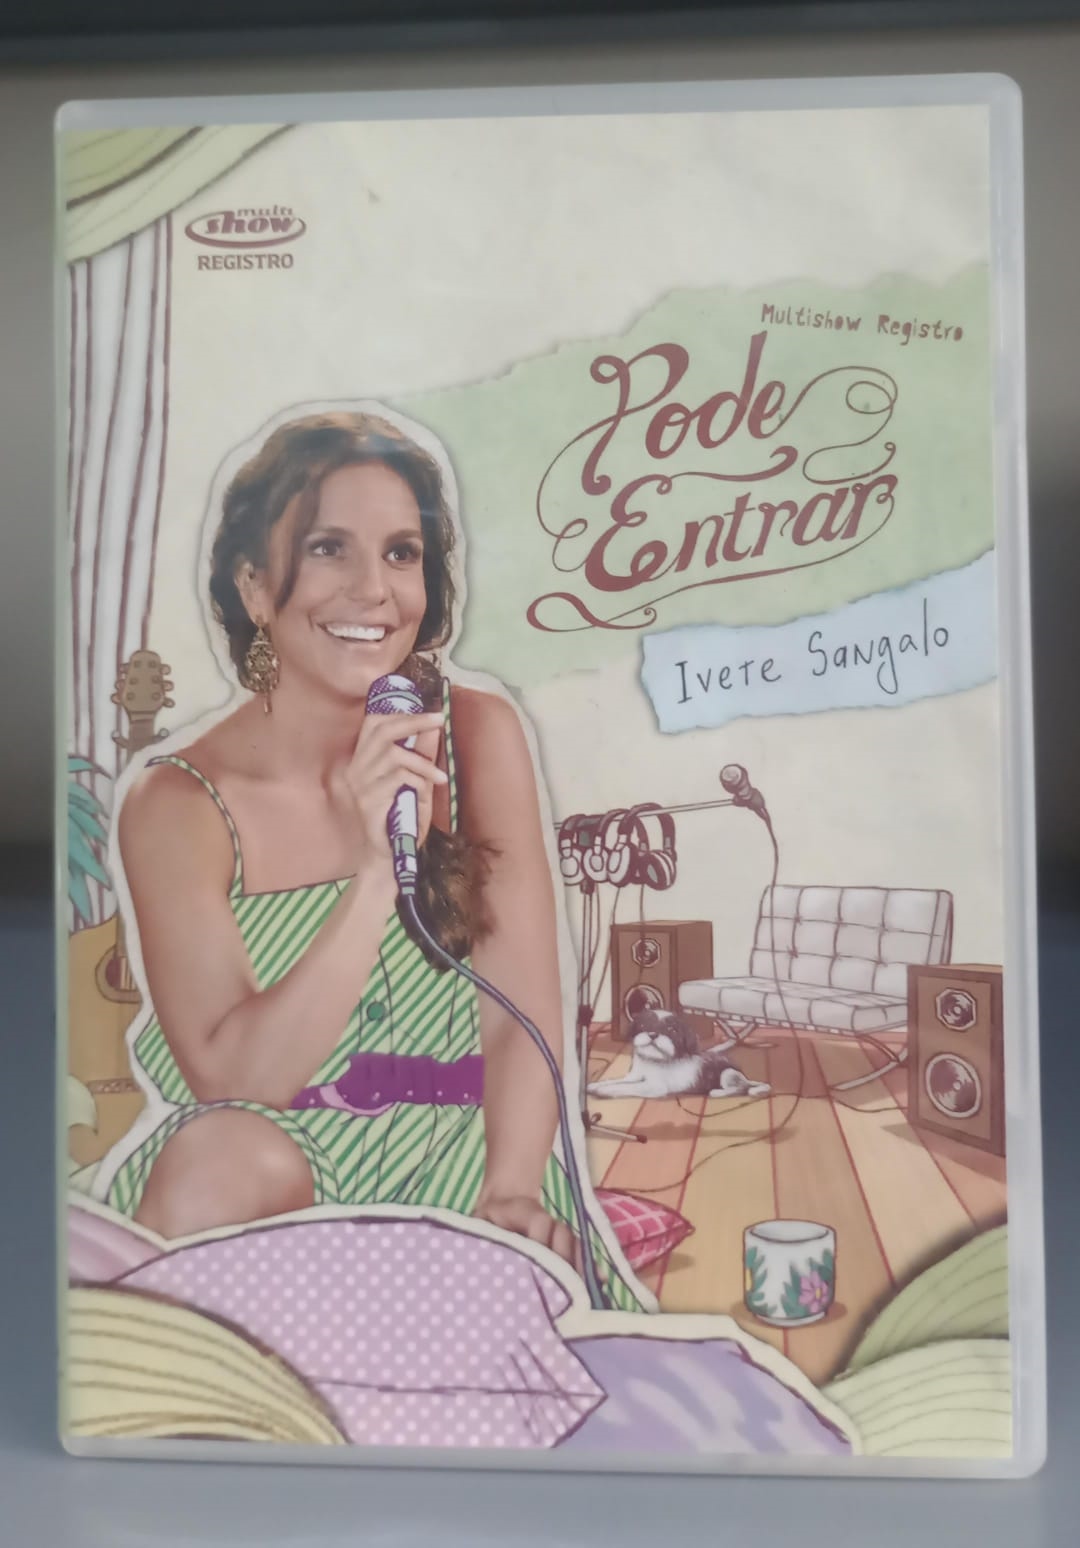 multi
show
REGISTRO
Multishow Registro
Pode
Entrar
Ivete Sangalo